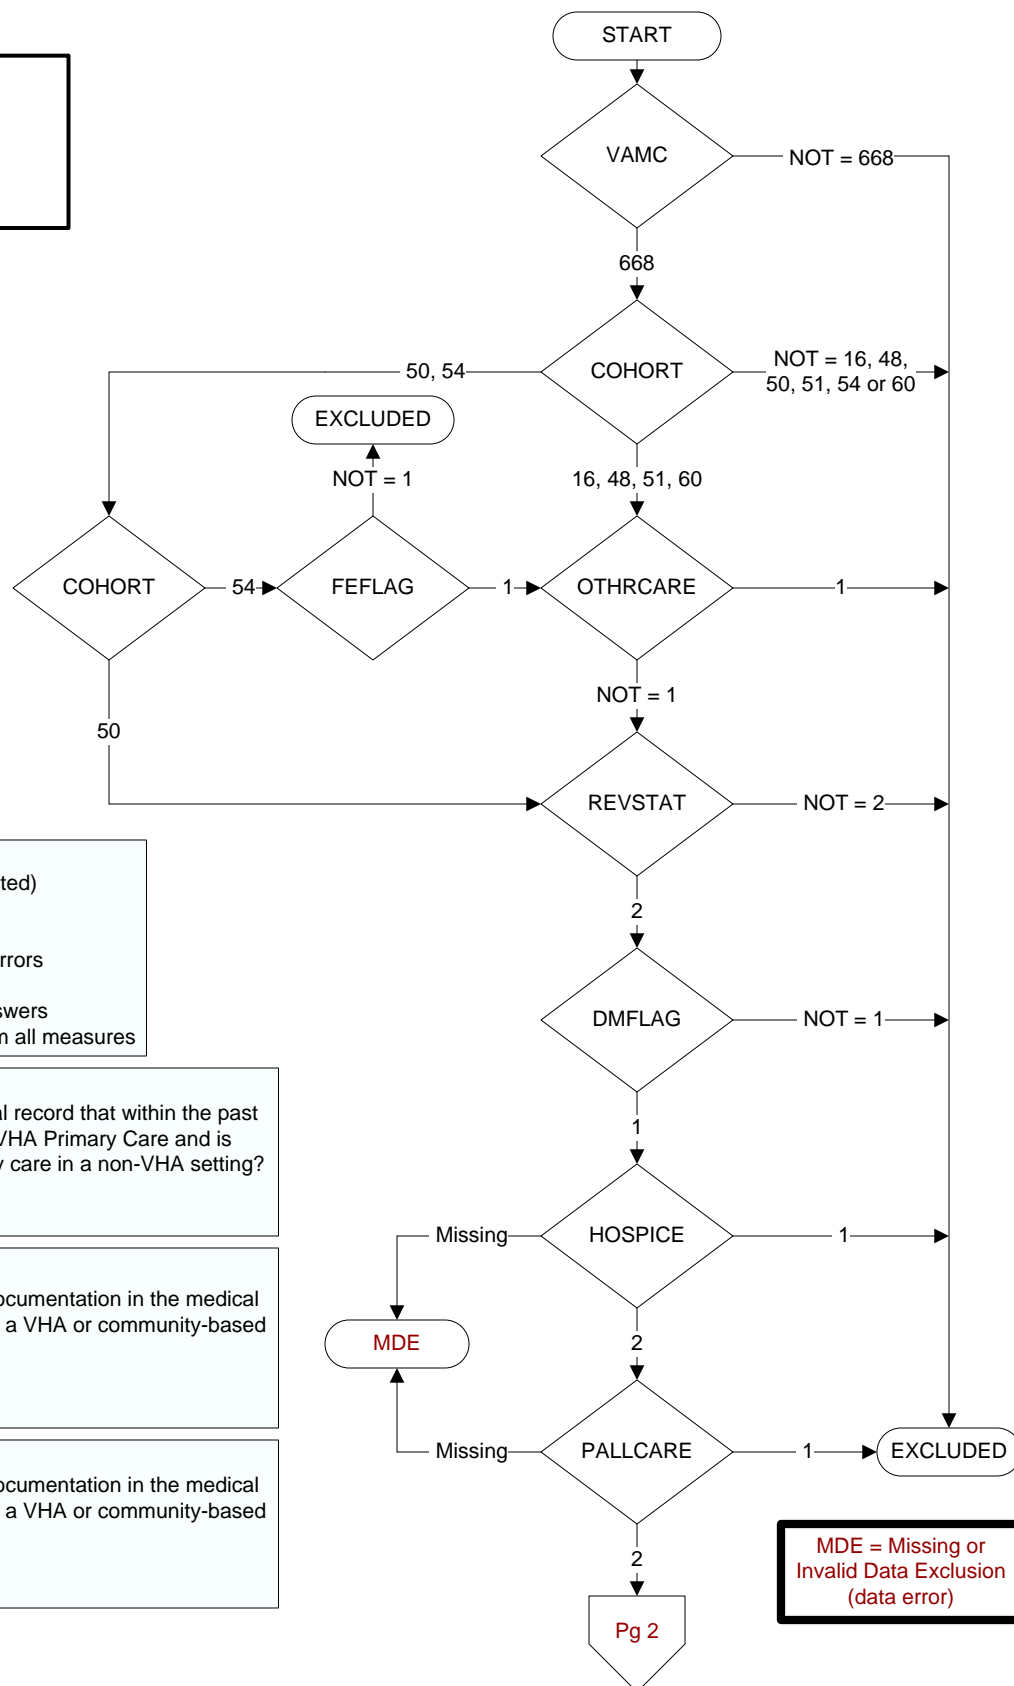 START
VAMC
NOT = 668
668
COHORT
50, 54
NOT = 16, 48,
50, 51, 54 or 60
EXCLUDED
NOT = 1
16, 48, 51, 60
COHORT
54
FEFLAG
1
OTHRCARE
1
NOT = 1
50
REVSTAT
NOT = 2
2
ted)
rrors
swers
m all measures
DMFLAG
NOT = 1
1
al record that within the past
VHA Primary Care and is
y care in a non-VHA setting?
Missing
HOSPICE
1
ocumentation in the medical
a VHA or community-based
MDE
2
Missing
PALLCARE
1
EXCLUDED
ocumentation in the medical
a VHA or community-based
2
MDE = Missing or
Invalid Data Exclusion
(data error)
Pg 2